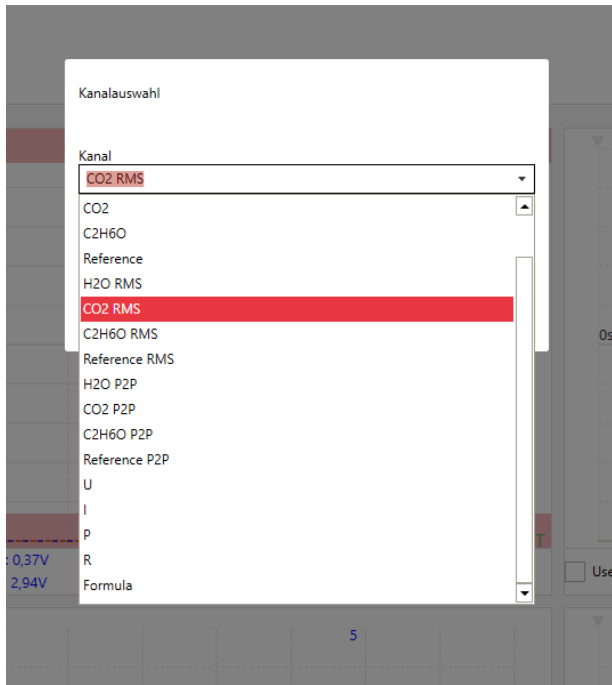 Kanalauswahl
Kanal
CO2 RMS
CO2
C2H6O
Reference
H2O RMS
CO2 RMS
C2H6O RMS
Reference RMS
H2O P2P
CO2 P2P
C2H6O P2P
Reference P2P
U
I
P
R
Formula
0s
T
: 0,37V
2,94V
Use
5